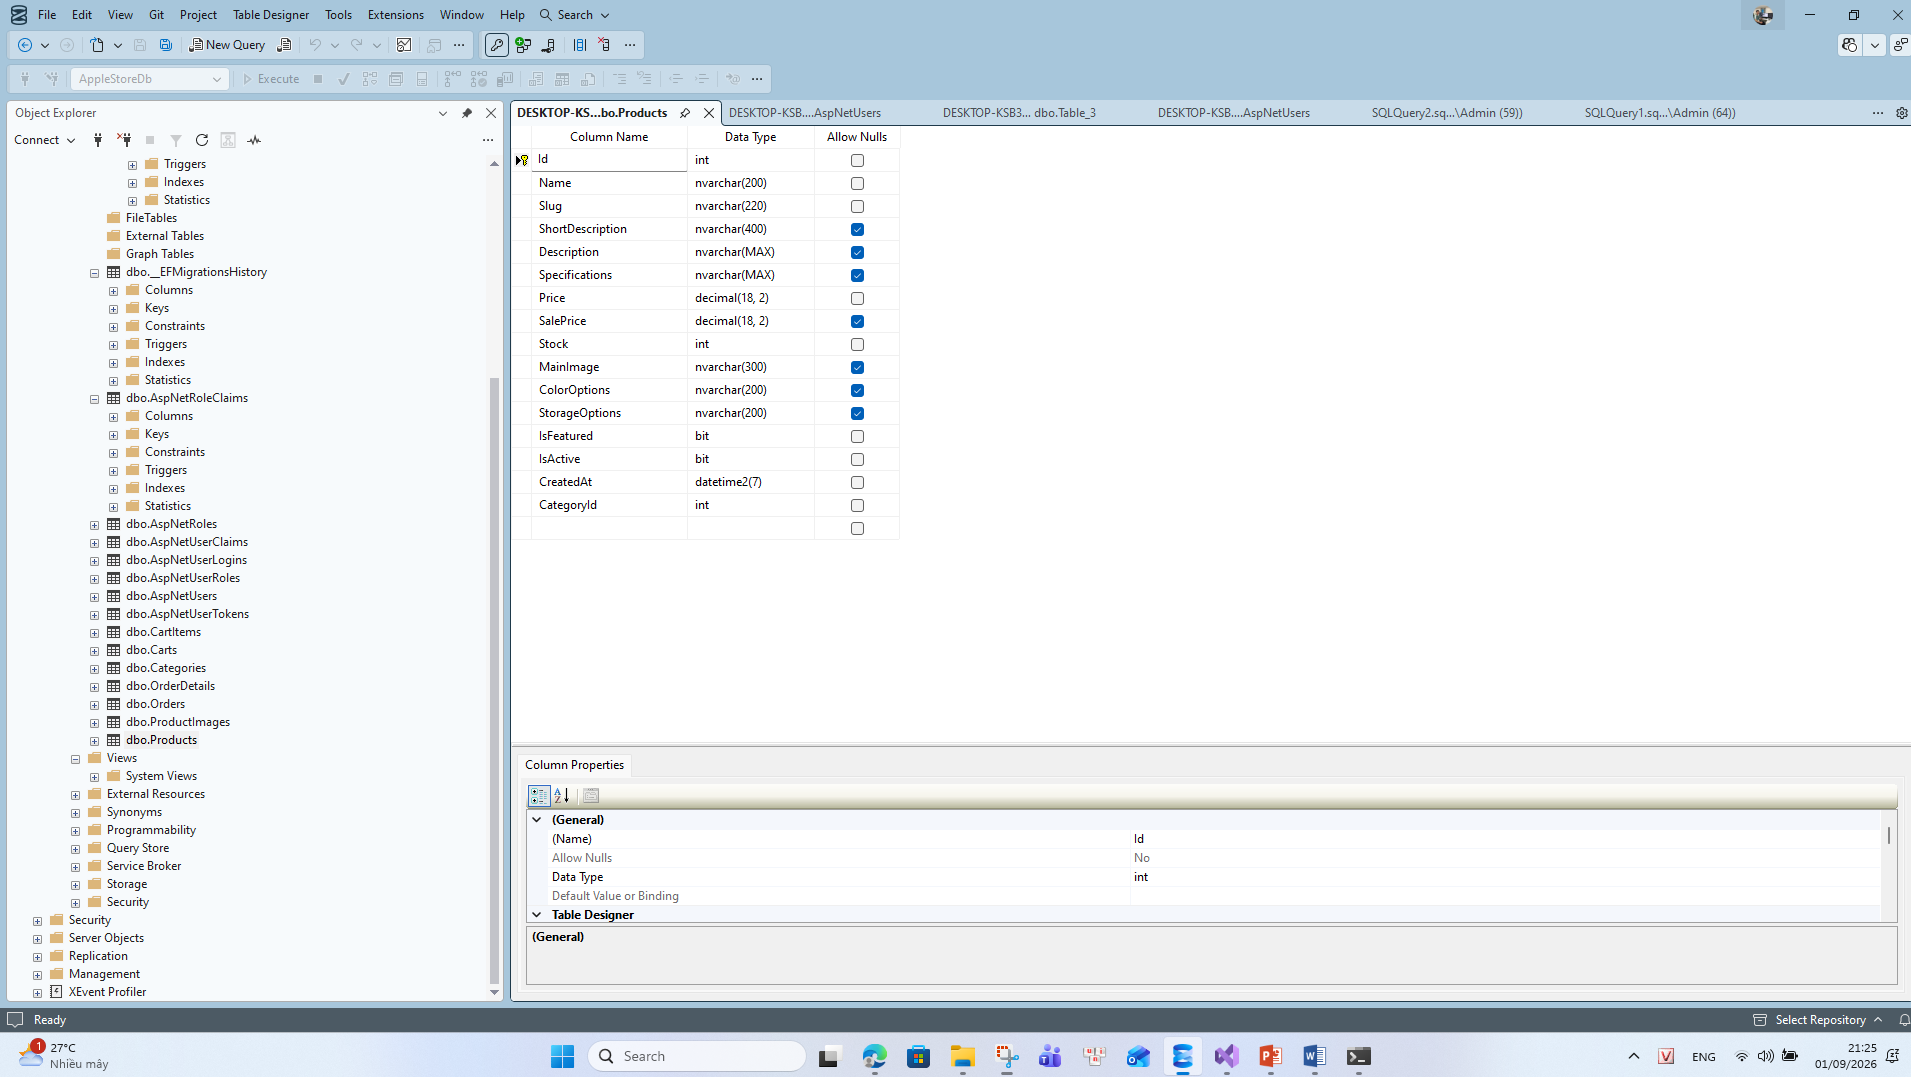 File Edit View Git Project Table Designer Tools Extensions Window Help Search
New Query
AppleStoreDb Execute
Object Explorer
Connect
Triggers
Indexes
Statistics
FileTables
External Tables
Graph Tables
dbo.__EFMigrationsHistory
Columns
Keys
Constraints
Triggers
Indexes
Statistics
dbo.AspNetRoleClaims
Columns
Keys
Constraints
Triggers
Indexes
Statistics
dbo.AspNetRoles
dbo.AspNetUserClaims
dbo.AspNetUserLogins
dbo.AspNetUserRoles
dbo.AspNetUsers
dbo.AspNetUserTokens
dbo.CartItems
dbo.Carts
dbo.Categories
dbo.OrderDetails
dbo.Orders
dbo.ProductImages
dbo.Products
Views
System Views
External Resources
Synonyms
Programmability
Query Store
Service Broker
Storage
Security
Security
Server Objects
Replication
Management
XEvent Profiler
DESKTOP-KS...bo.Products DESKTOP-KSB....AspNetUsers DESKTOP-KSB3... dbo.Table_3 DESKTOP-KSB....AspNetUsers SQLQuery2.sq...\Admin (59)) SQLQuery1.sq...\Admin (64))
Column Name Data Type Allow Nulls
Id int
Name nvarchar(200)
Slug nvarchar(220)
ShortDescription nvarchar(400)
Description nvarchar(MAX)
Specifications nvarchar(MAX)
Price decimal(18, 2)
SalePrice decimal(18, 2)
Stock int
MainImage nvarchar(300)
ColorOptions nvarchar(200)
StorageOptions nvarchar(200)
IsFeatured bit
IsActive bit
CreatedAt datetime2(7)
CategoryId int
Column Properties
(General)
(Name) Id
Allow Nulls No
Data Type int
Default Value or Binding
Table Designer
(General)
Ready Select Repository
1 27°C
Nhiều mây
Search
V ENG
21:25
01/09/2026